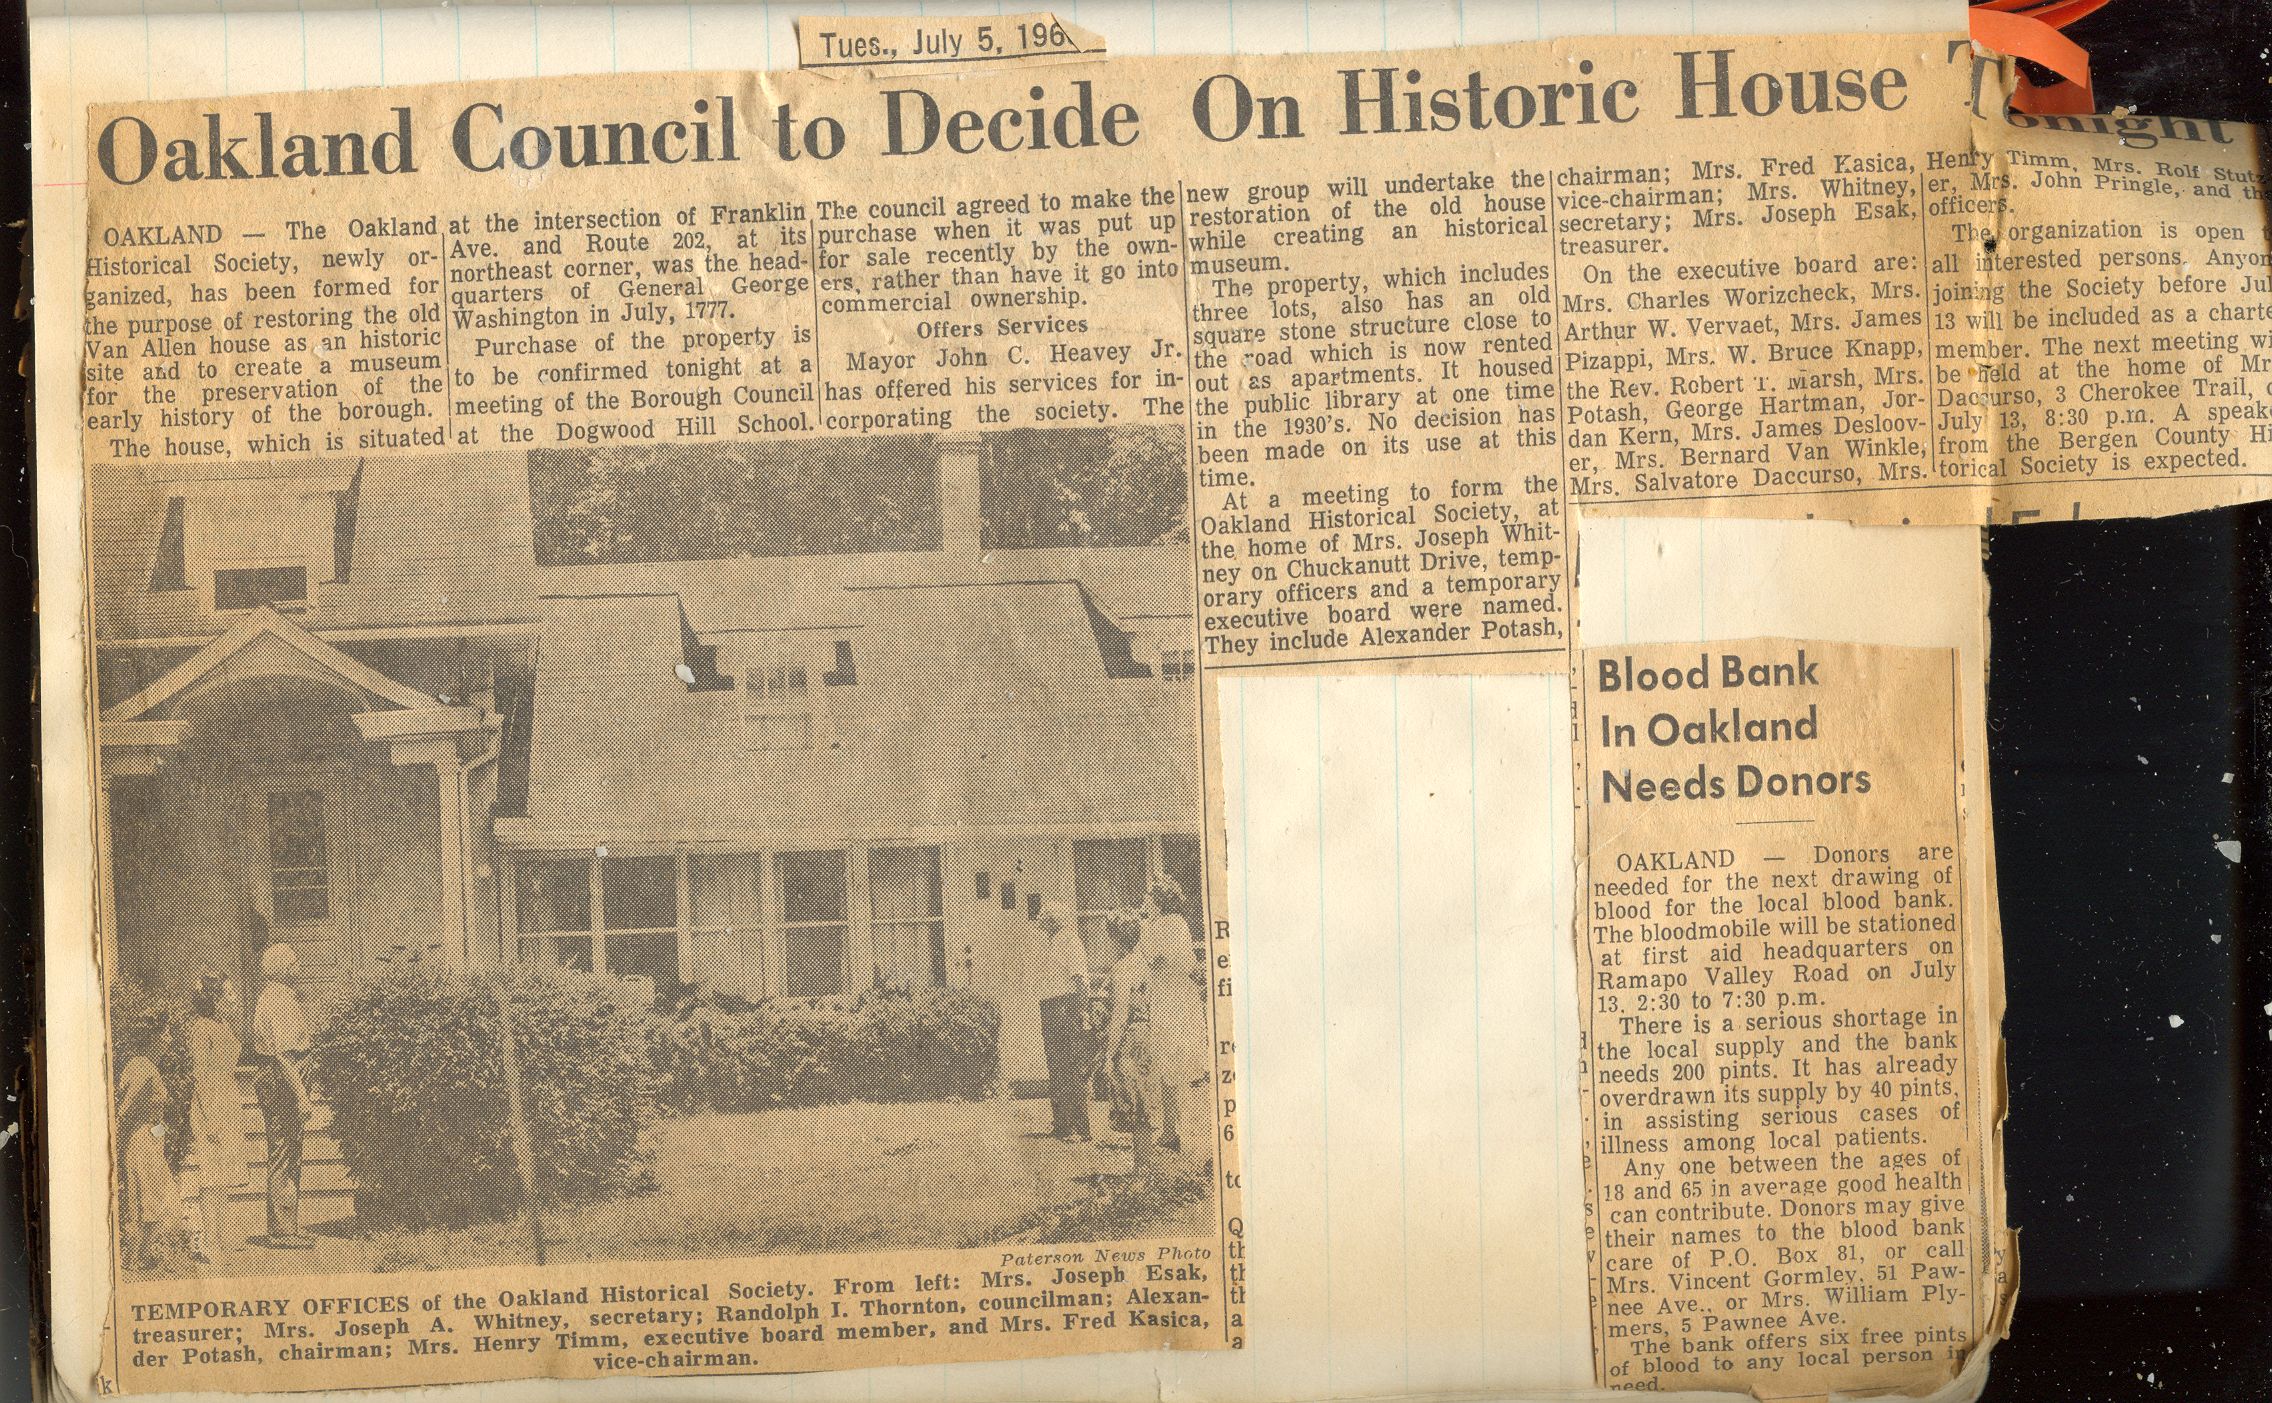 Tues., July 5, 196
Oakland Council to Decide On Historic House Tonight
OAKLAND — The Oakland
Historical Society, newly or-
ganized, has been formed for
the purpose of restoring the old
Van Allen house as an historic
site and to create a museum
for the preservation of the
early history of the borough.
The house, which is situated
at the intersection of Franklin
Ave. and Route 202, at its
northeast corner, was the head-
quarters of General George
Washington in July, 1777.
Purchase of the property is
to be confirmed tonight at a
meeting of the Borough Council
at the Dogwood Hill School.
The council agreed to make the
purchase when it was put up
for sale recently by the own-
ers, rather than have it go into
commercial ownership.
Offers Services
Mayor John C. Heavey Jr.
has offered his services for in-
corporating the society. The
new group will undertake the
restoration of the old house
while creating an historical
museum.
The property, which includes
three lots, also has an old
square stone structure close to
the road which is now rented
out as apartments. It housed
the public library at one time
in the 1930's. No decision has
been made on its use at this
time.
At a meeting to form the
Oakland Historical Society, at
the home of Mrs. Joseph Whit-
ney on Chuckanutt Drive, temp-
orary officers and a temporary
executive board were named.
They include Alexander Potash,
chairman; Mrs. Fred Kasica,
vice-chairman; Mrs. Whitney,
secretary; Mrs. Joseph Esak,
treasurer.
On the executive board are:
Mrs. Charles Worizcheck, Mrs.
Arthur W. Vervaet, Mrs. James
Pizappi, Mrs. W. Bruce Knapp,
the Rev. Robert T. Marsh, Mrs.
Potash, George Hartman, Jor-
dan Kern, Mrs. James Desloov-
er, Mrs. Bernard Van Winkle,
Mrs. Salvatore Daccurso, Mrs.
Henry Timm, Mrs. Rolf Stutz
er, Mrs. John Pringle, and the
officers.
The organization is open t
all interested persons. Anyon
joining the Society before Jul
13 will be included as a charte
member. The next meeting wi
be held at the home of Mr
Daccurso, 3 Cherokee Trail, o
July 13, 8:30 p.m. A speak
from the Bergen County Hi
torical Society is expected.
Paterson News Photo
TEMPORARY OFFICES of the Oakland Historical Society. From left: Mrs. Joseph Esak,
treasurer; Mrs. Joseph A. Whitney, secretary; Randolph I. Thornton, councilman; Alexan-
der Potash, chairman; Mrs. Henry Timm, executive board member, and Mrs. Fred Kasica,
vice-chairman.
Blood Bank
In Oakland
Needs Donors
OAKLAND — Donors are
needed for the next drawing of
blood for the local blood bank.
The bloodmobile will be stationed
at first aid headquarters on
Ramapo Valley Road on July
13, 2:30 to 7:30 p.m.
There is a serious shortage in
the local supply and the bank
needs 200 pints. It has already
overdrawn its supply by 40 pints,
in assisting serious cases of
illness among local patients.
Any one between the ages of
18 and 65 in average good health
can contribute. Donors may give
their names to the blood bank
care of P.O. Box 81, or call
Mrs. Vincent Gormley, 51 Paw-
nee Ave., or Mrs. William Ply-
mers, 5 Pawnee Ave.
The bank offers six free pints
of blood to any local person in
need.